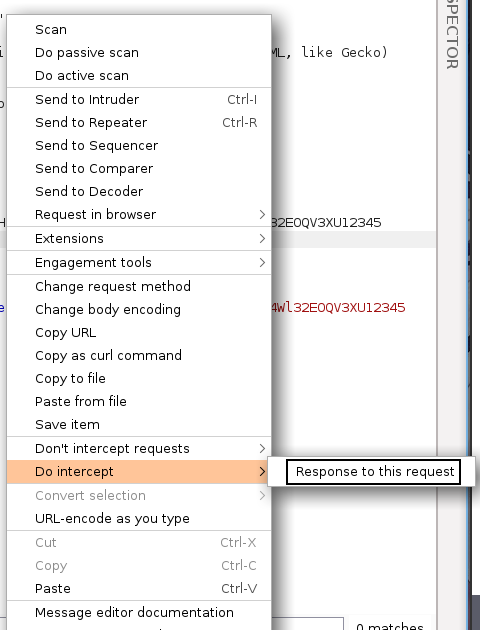 Scan
Do passive scan
ML, like Gecko)
Do active scan
Send to Intruder Ctrl-I
Send to Repeater Ctrl-R
Send to Sequencer
Send to Comparer
Send to Decoder
Request in browser
32EOQV3XU12345
Extensions
Engagement tools
Change request method
Change body encoding
4Wl32EOQV3XU12345
Copy URL
Copy as curl command
Copy to file
Paste from file
Save item
Don't intercept requests
Do intercept
Response to this request
Convert selection
URL-encode as you type
Cut Ctrl-X
Copy Ctrl-C
Paste Ctrl-V
Message editor documentation
0 matches